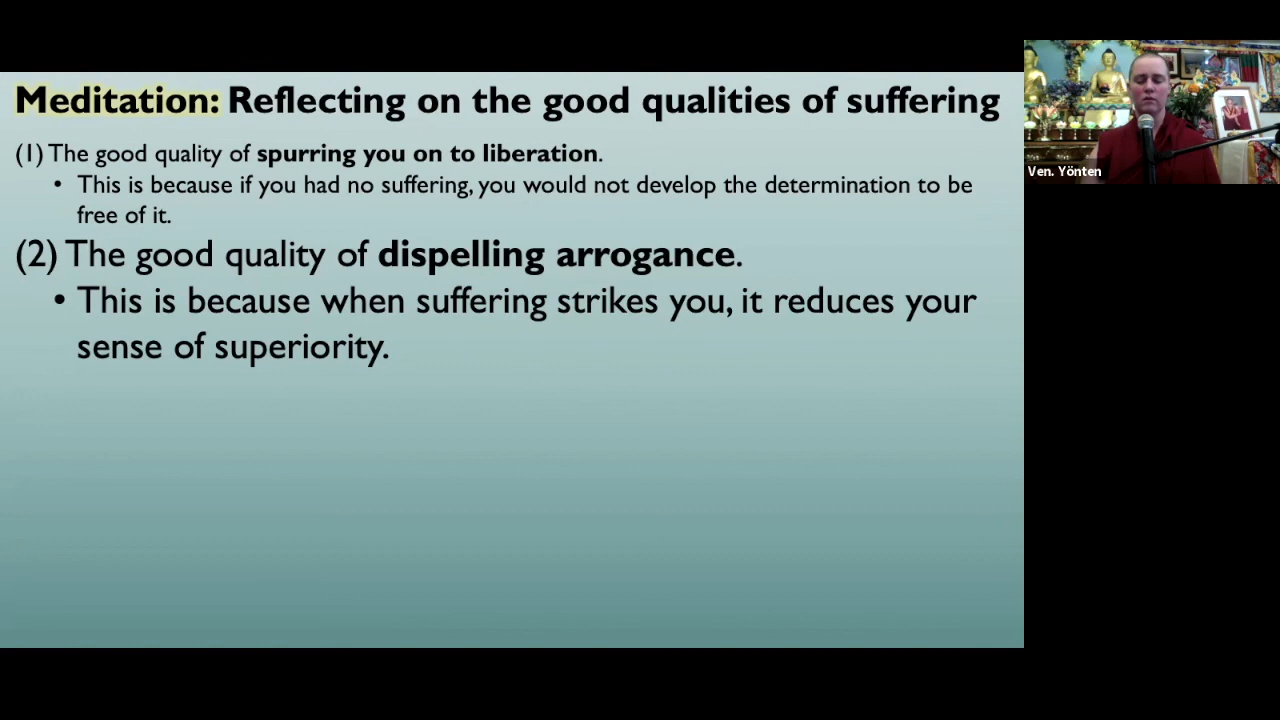 Meditation: Reflecting on the good qualities of suffering
(1) The good quality of spurring you on to liberation.
• This is because if you had no suffering, you would not develop the determination to be
free of it.
(2) The good quality of dispelling arrogance.
• This is because when suffering strikes you, it reduces your
sense of superiority.
Ven. Yönten